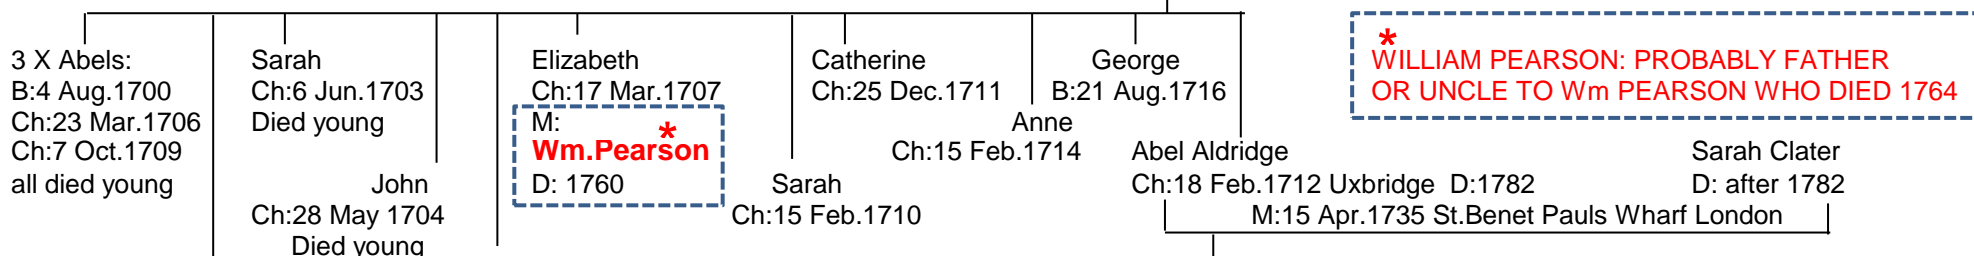 3 X Abels:
B:4 Aug.1700
Ch:23 Mar.1706
Ch:7 Oct.1709
all died young
Sarah
Ch:6 Jun.1703
Died young
John
Ch:28 May 1704
Died young
Elizabeth
Ch:17 Mar.1707
M:
*
Wm.Pearson
D: 1760
Sarah
Ch:15 Feb.1710
Catherine
Ch:25 Dec.1711
Anne
Ch:15 Feb.1714
George
B:21 Aug.1716
Abel Aldridge
Ch:18 Feb.1712 Uxbridge D:1782
Sarah Clater
D: after 1782
M:15 Apr.1735 St.Benet Pauls Wharf London
*
WILLIAM PEARSON: PROBABLY FATHER
OR UNCLE TO Wm PEARSON WHO DIED 1764